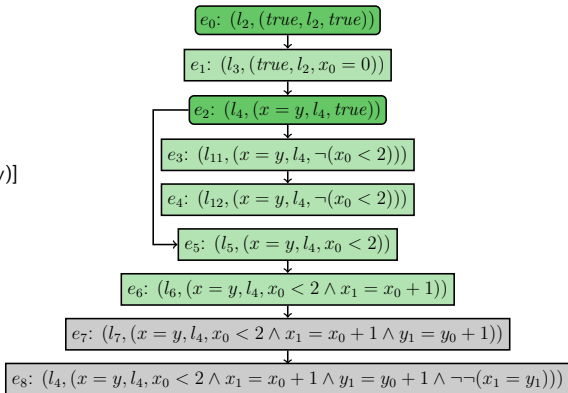 e₀: (l₂, (true, l₂, true))
e₁: (l₃, (true, l₂, x₀ = 0))
e₂: (l₄, (x = y, l₄, true))
e₃: (l₁₁, (x = y, l₄, ¬(x₀ < 2)))
y)]
e₄: (l₁₂, (x = y, l₄, ¬(x₀ < 2)))
e₅: (l₅, (x = y, l₄, x₀ < 2))
e₆: (l₆, (x = y, l₄, x₀ < 2 ∧ x₁ = x₀ + 1))
e₇: (l₇, (x = y, l₄, x₀ < 2 ∧ x₁ = x₀ + 1 ∧ y₁ = y₀ + 1))
e₈: (l₄, (x = y, l₄, x₀ < 2 ∧ x₁ = x₀ + 1 ∧ y₁ = y₀ + 1 ∧ ¬¬(x₁ = y₁)))